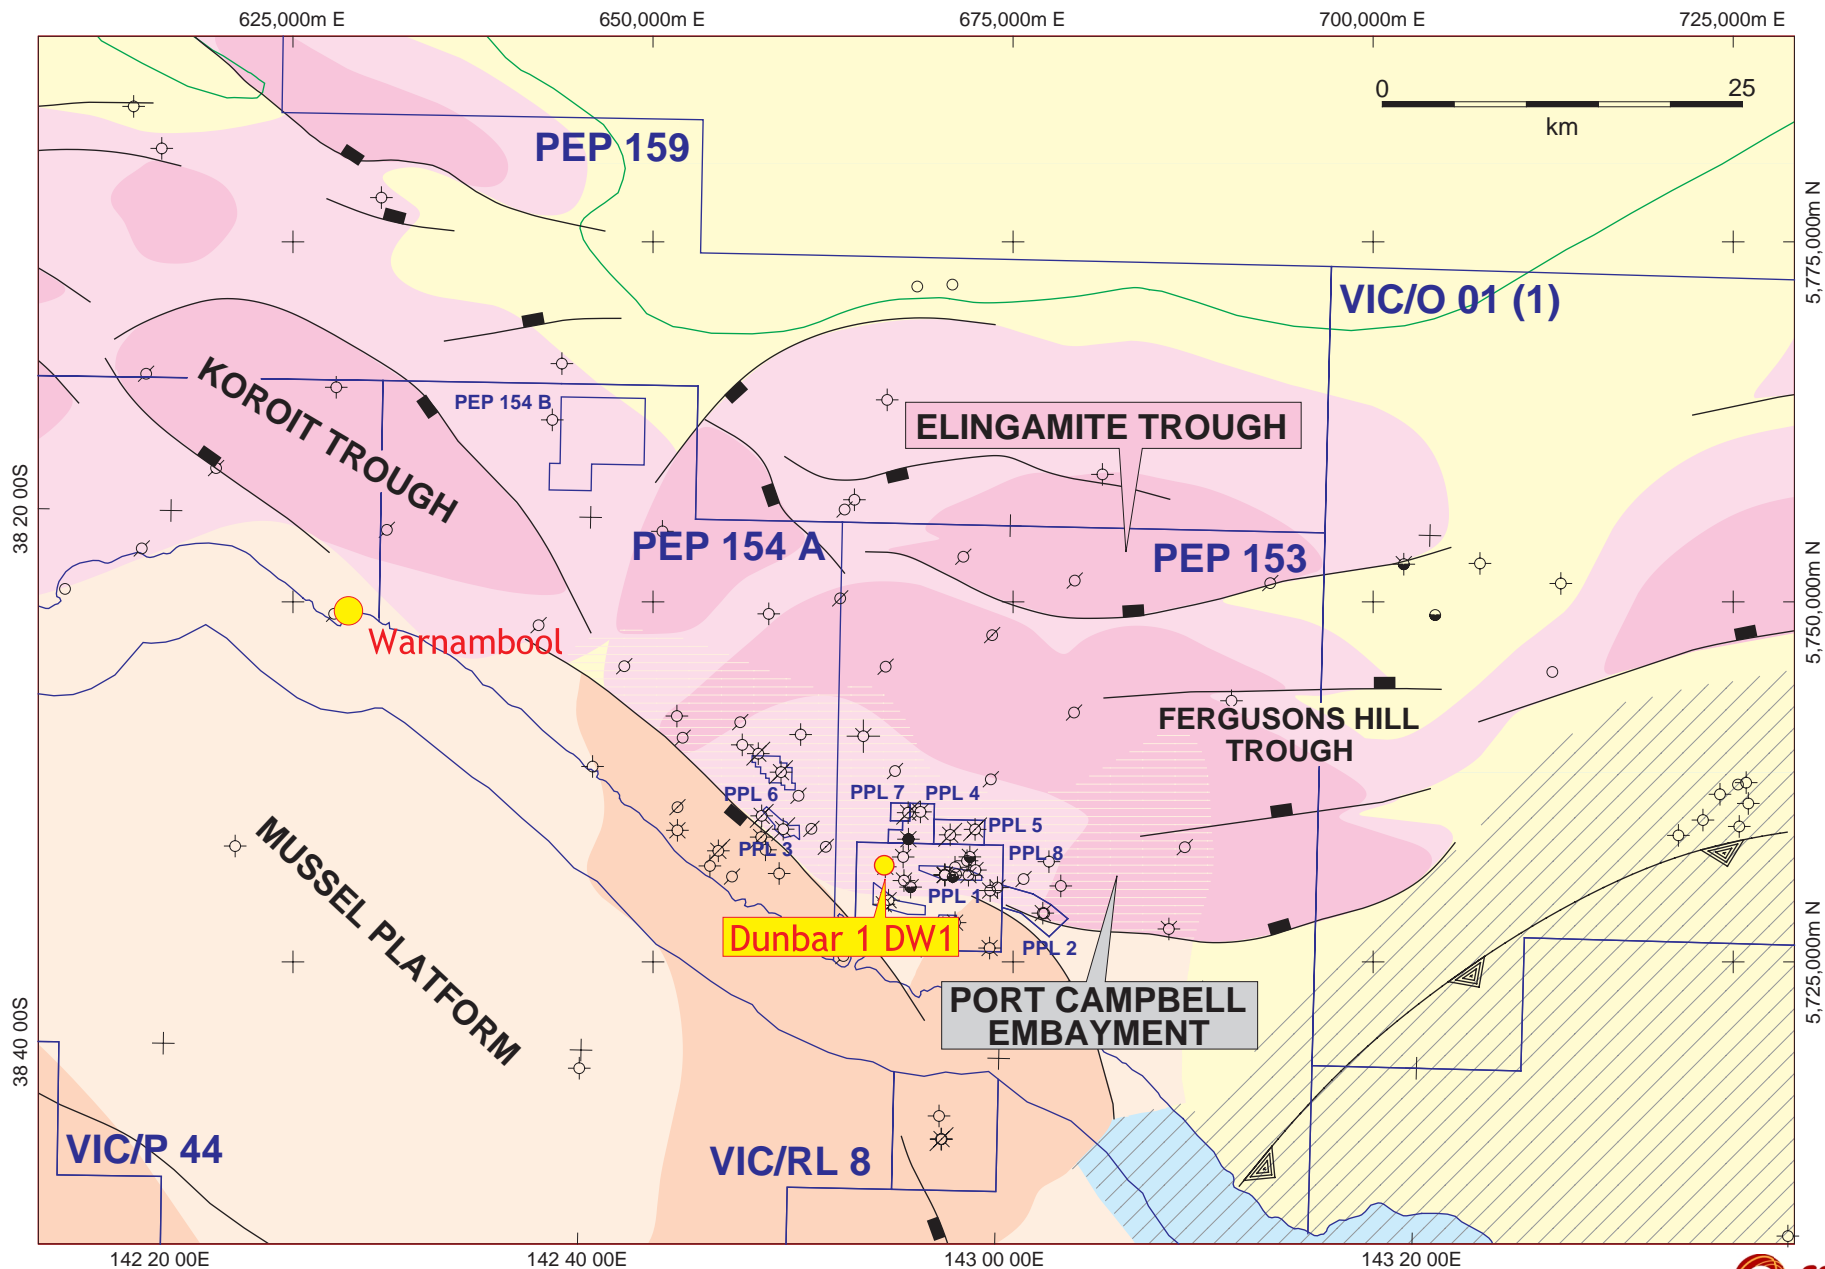 625,000m E
650,000m E
675,000m E
700,000m E
725,000m E
0
25
km
PEP 159
5,775,000m N
VIC/O 01 (1)
KOROIT TROUGH
PEP 154 B
ELINGAMITE TROUGH
38 20 00S
PEP 154 A
PEP 153
5,750,000m N
Warnambool
FERGUSONS HILL
TROUGH
PPL 6
PPL 7
PPL 4
PPL 5
PPL 3
PPL 8
PPL 1
MUSSEL PLATFORM
Dunbar 1 DW1
PPL 2
5,725,000m N
PORT CAMPBELL
EMBAYMENT
38 40 00S
VIC/P 44
VIC/RL 8
142 20 00E
142 40 00E
143 00 00E
143 20 00E